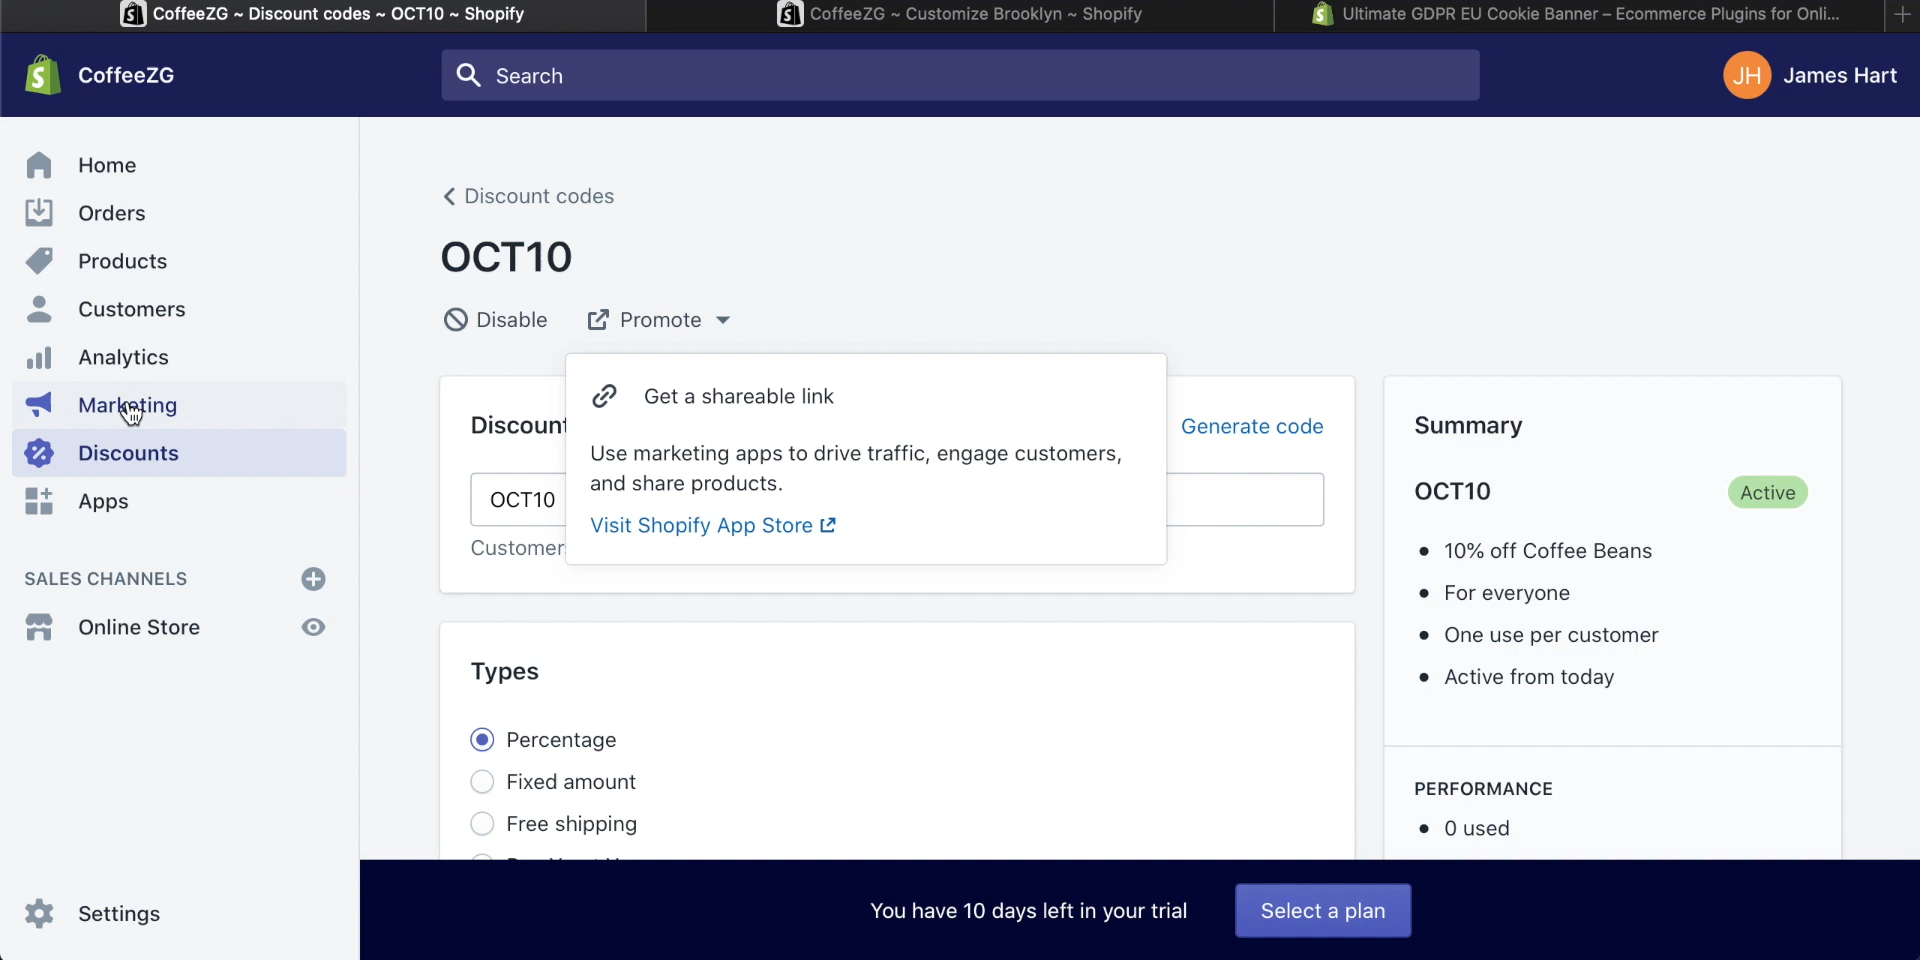 CoffeeZG ~ Discount codes ~ OCT10 ~ Shopify
CoffeeZG ~ Customize Brooklyn ~ Shopify
Ultimate GDPR EU Cookie Banner – Ecommerce Plugins for Onli...
CoffeeZG
Search
JH James Hart
Home
Orders
Products
Customers
Analytics
Marketing
Discounts
Apps
SALES CHANNELS
Online Store
Settings
Discount codes
OCT10
Disable
Promote
Get a shareable link
Use marketing apps to drive traffic, engage customers,
and share products.
Visit Shopify App Store
Discount
Generate code
OCT10
Customer
Types
Percentage
Fixed amount
Free shipping
Summary
OCT10
Active
10% off Coffee Beans
For everyone
One use per customer
Active from today
PERFORMANCE
0 used
You have 10 days left in your trial
Select a plan